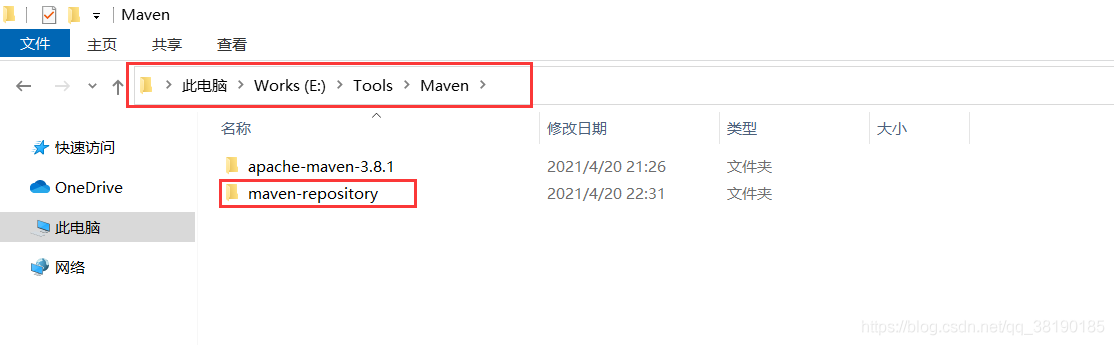 Maven
文件 主页 共享 查看
此电脑 Works (E:) Tools Maven
名称 修改日期 类型 大小
快速访问
apache-maven-3.8.1 2021/4/20 21:26 文件夹
OneDrive
maven-repository 2021/4/20 22:31 文件夹
此电脑
网络
https://blog.csdn.net/qq_38190185